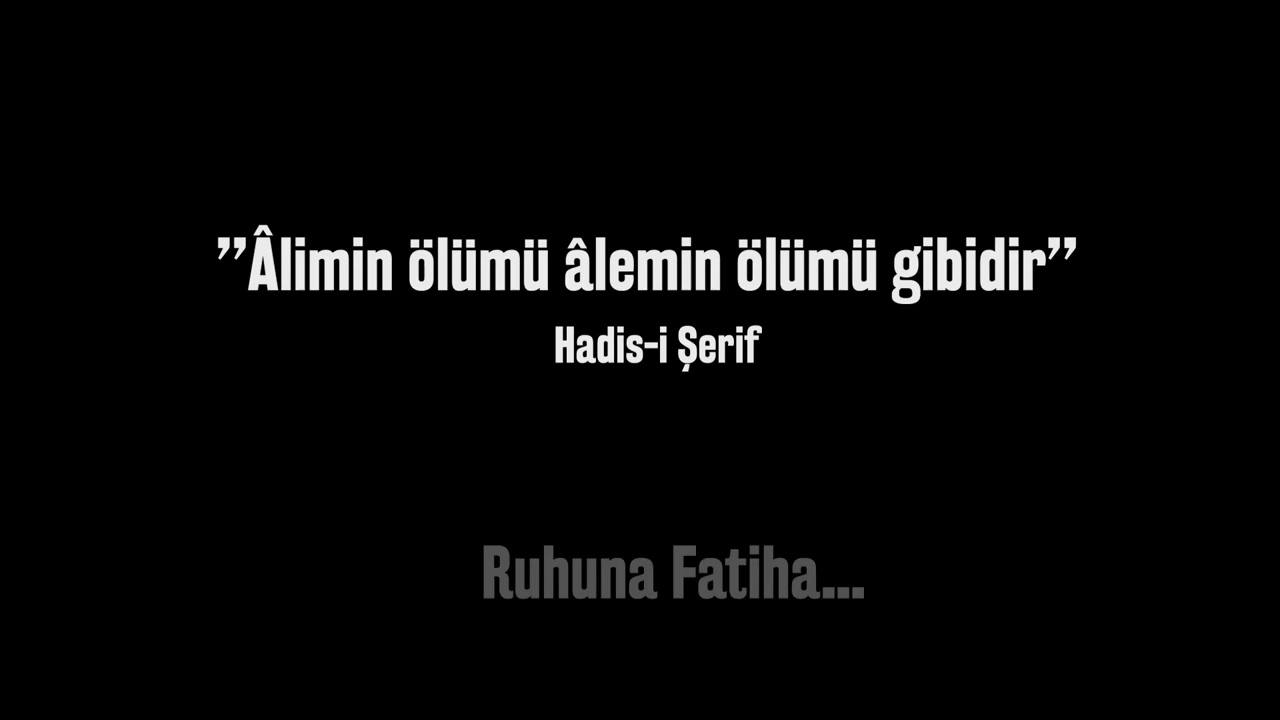 ”Âlimin ölümü âlemin ölümü gibidir”
Hadis-i Şerif
Ruhuna Fatiha...